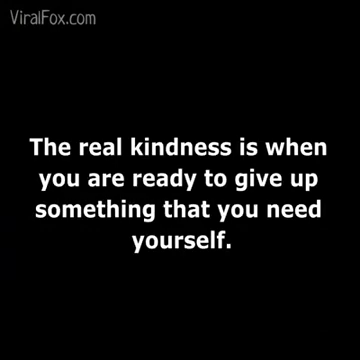 ViralFox.com
The real kindness is when
you are ready to give up
something that you need
yourself.